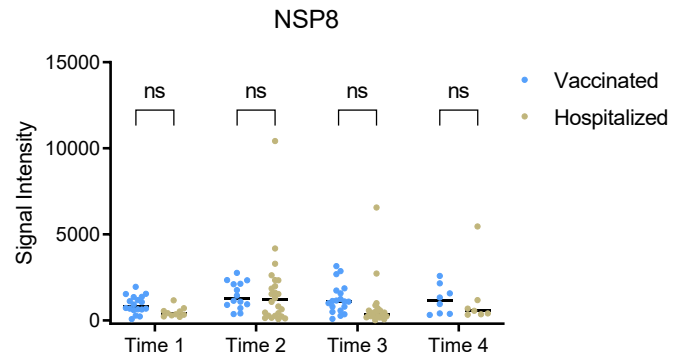 NSP8
15000
10000
5000
0
Signal Intensity
ns ns ns ns
Time 1 Time 2 Time 3 Time 4
Vaccinated
Hospitalized